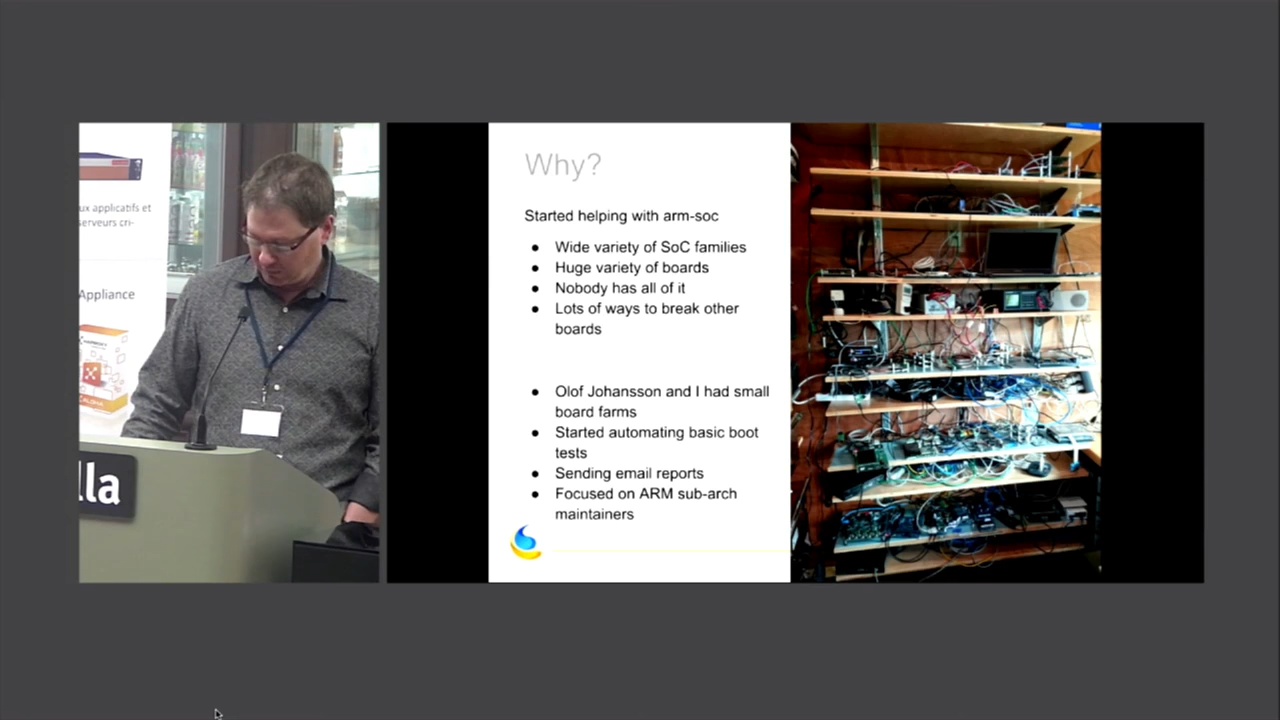 ux applicatifs et
serveurs cri-
Appliance
lla
Why?
Started helping with arm-soc
● Wide variety of SoC families
● Huge variety of boards
● Nobody has all of it
● Lots of ways to break other
boards
● Olof Johansson and I had small
board farms
● Started automating basic boot
tests
● Sending email reports
● Focused on ARM sub-arch
maintainers